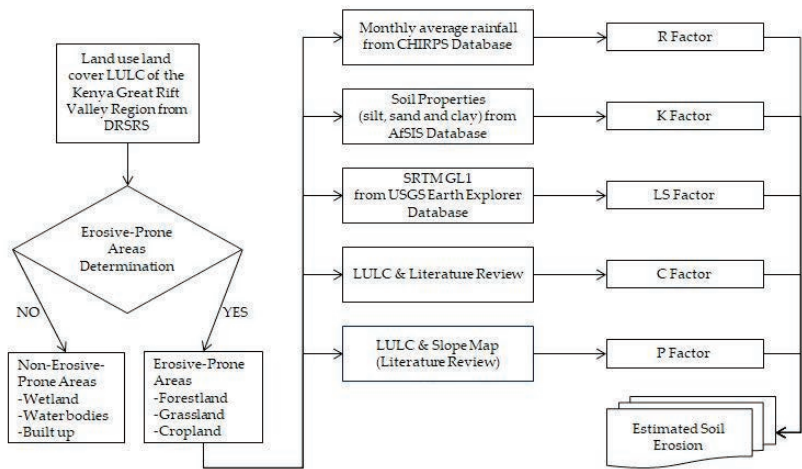 Land use land
cover LULC of the
Kenya Great Rift
Valley Region from
DRSRS
Erosive-Prone
Areas
Determination
NO
YES
Non-Erosive-
Prone Areas
-Wetland
-Waterbodies
-Built up
Erosive-Prone
Areas
-Forestland
-Grassland
-Cropland
Monthly average rainfall
from CHIRPS Database
R Factor
Soil Properties
(silt, sand and clay) from
AfSIS Database
K Factor
SRTM GL1
from USGS Earth Explorer
Database
LS Factor
LULC & Literature Review
C Factor
LULC & Slope Map
(Literature Review)
P Factor
Estimated Soil
Erosion